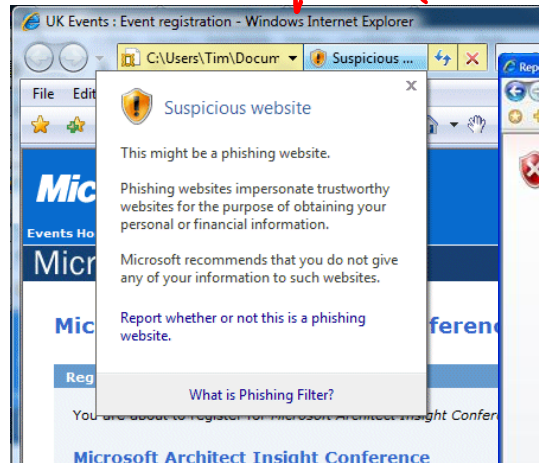 UK Events : Event registration - Windows Internet Explorer
C:\Users\Tim\Docum
Suspicious ...
Repo
File Edit
Suspicious website
x
This might be a phishing website.
Phishing websites impersonate trustworthy
websites for the purpose of obtaining your
personal or financial information.
Microsoft recommends that you do not give
any of your information to such websites.
Report whether or not this is a phishing
website.
What is Phishing Filter?
Mic
Events Ho
Micr
Mic ference
Reg
You are about to register for Microsoft Architect Insight Confer
Microsoft Architect Insight Conference